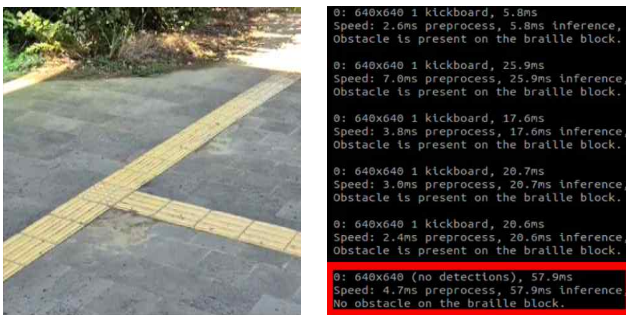 0: 640x640 1 kickboard, 5.8ms
Speed: 2.6ms preprocess, 5.8ms inference,
Obstacle is present on the braille block.
0: 640x640 1 kickboard, 25.9ms
Speed: 7.0ms preprocess, 25.9ms inference,
Obstacle is present on the braille block.
0: 640x640 1 kickboard, 17.6ms
Speed: 3.8ms preprocess, 17.6ms inference,
Obstacle is present on the braille block.
0: 640x640 1 kickboard, 20.7ms
Speed: 3.0ms preprocess, 20.7ms inference,
Obstacle is present on the braille block.
0: 640x640 1 kickboard, 20.6ms
Speed: 2.4ms preprocess, 20.6ms inference,
Obstacle is present on the braille block.
0: 640x640 (no detections), 57.9ms
Speed: 4.7ms preprocess, 57.9ms inference,
No obstacle on the braille block.